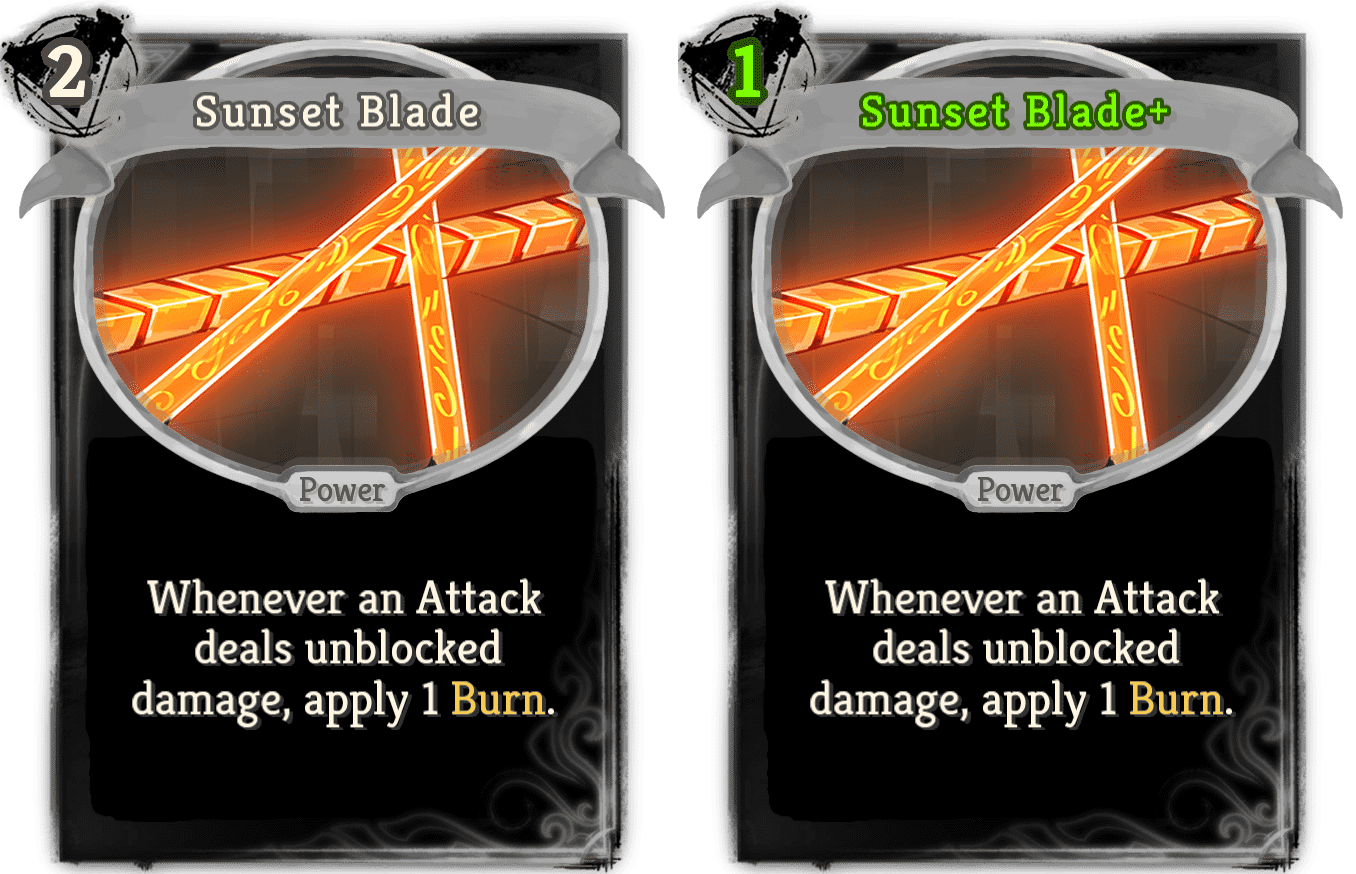 2
Sunset Blade
Power
Whenever an Attack
deals unblocked
damage, apply 1 Burn.
1
Sunset Blade+
Power
Whenever an Attack
deals unblocked
damage, apply 1 Burn.